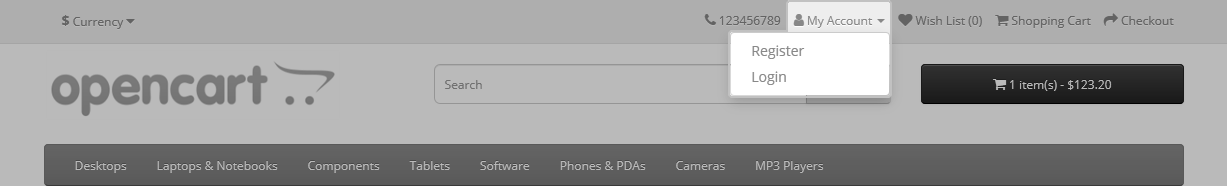 $ Currency
123456789 My Account Wish List (0) Shopping Cart Checkout
Register
Login
opencart
Search
1 item(s) - $123.20
Desktops Laptops & Notebooks Components Tablets Software Phones & PDAs Cameras MP3 Players